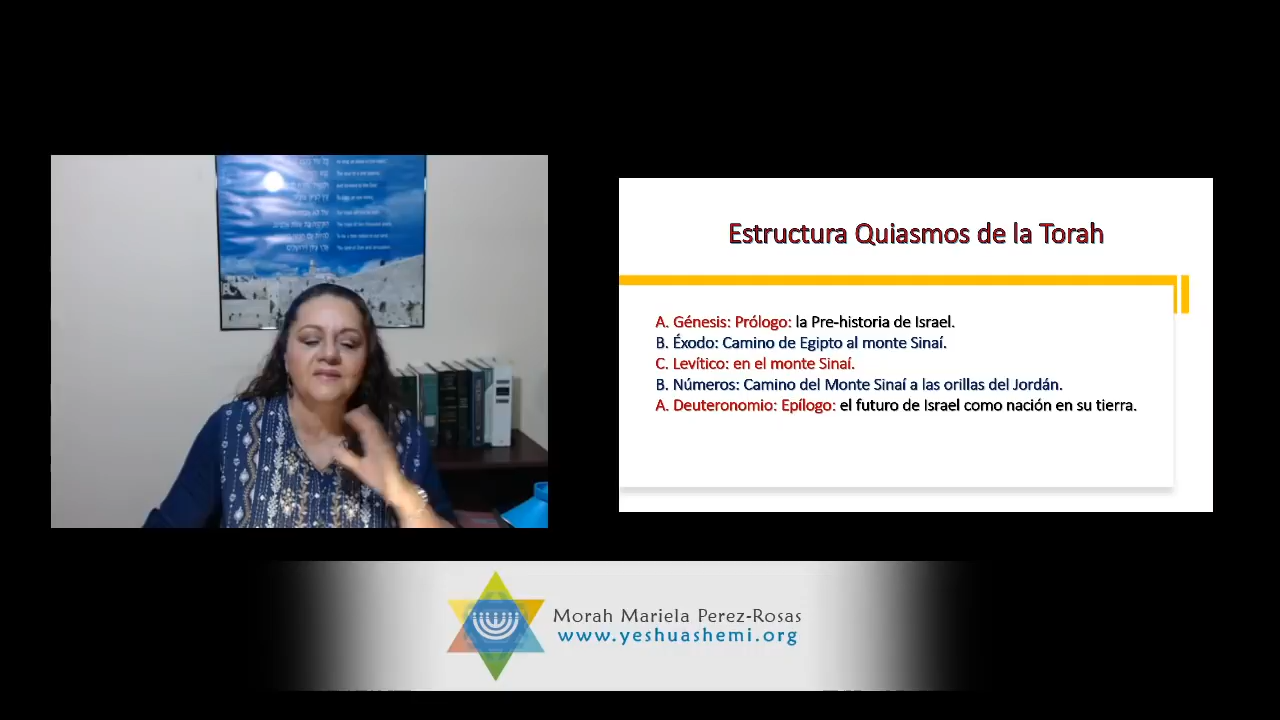 Estructura Quiasmos de la Torah
A. Génesis: Prólogo: la Pre-historia de Israel.
B. Éxodo: Camino de Egipto al monte Sinaí.
C. Levítico: en el monte Sinaí.
B. Números: Camino del Monte Sinaí a las orillas del Jordán.
A. Deuteronomio: Epílogo: el futuro de Israel como nación en su tierra.
Morah Mariela Perez-Rosas
www.yeshuashemi.org